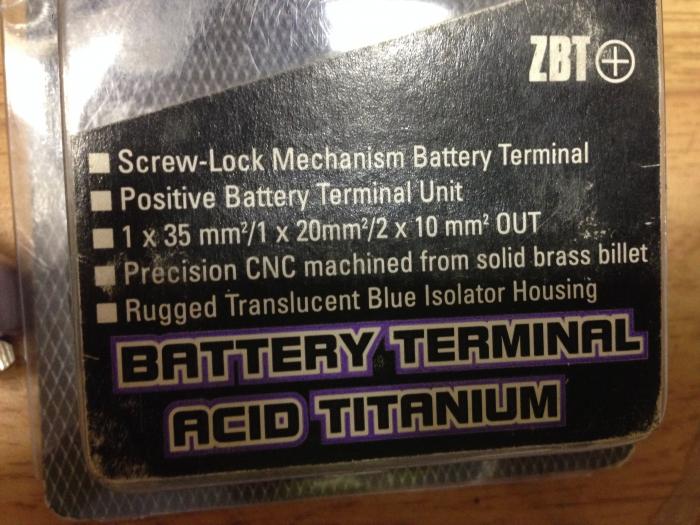 ZBT⊕
■ Screw-Lock Mechanism Battery Terminal
■ Positive Battery Terminal Unit
■ 1 x 35 mm²/1 x 20mm²/2 x 10 mm² OUT
■ Precision CNC machined from solid brass billet
■ Rugged Translucent Blue Isolator Housing
BATTERY TERMINAL
ACID TITANIUM